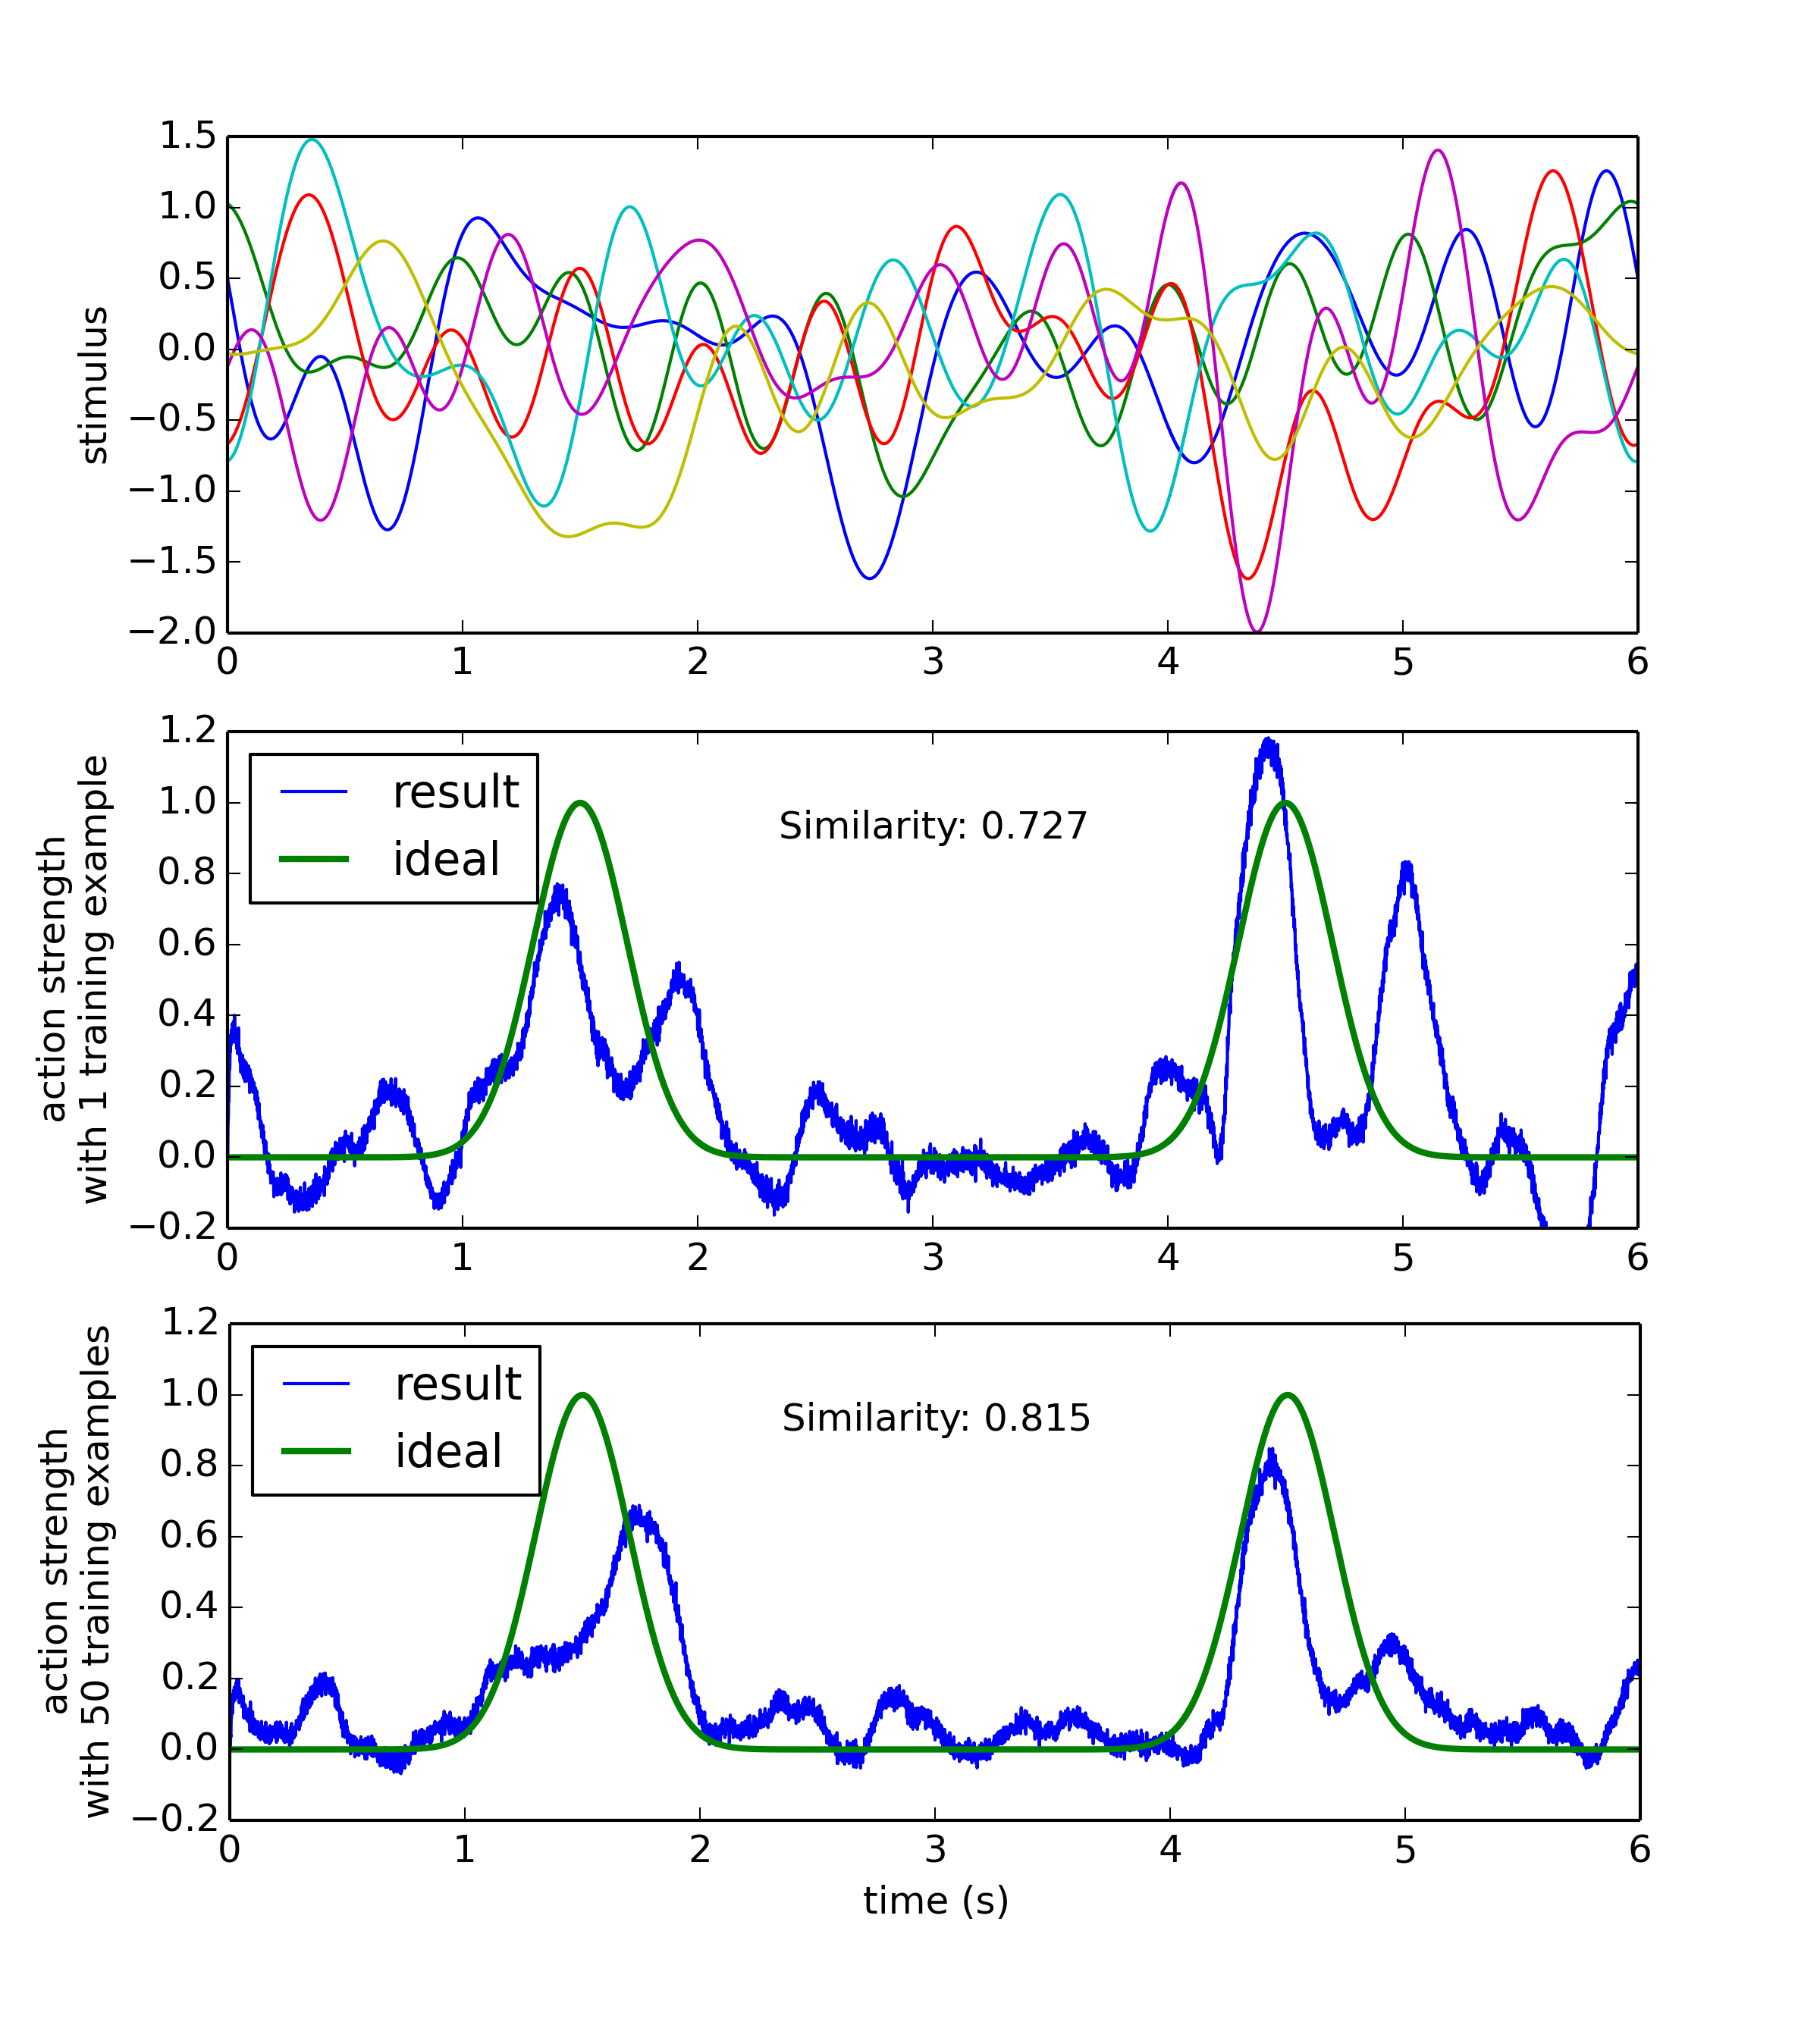 stimulus
1.5
1.0
0.5
0.0
−0.5
−1.0
−1.5
−2.0
0 1 2 3 4 5 6
action strength
with 1 training example
1.2
1.0
0.8
0.6
0.4
0.2
0.0
−0.2
result
ideal
Similarity: 0.727
0 1 2 3 4 5 6
action strength
with 50 training examples
1.2
1.0
0.8
0.6
0.4
0.2
0.0
−0.2
result
ideal
Similarity: 0.815
0 1 2 3 4 5 6
time (s)